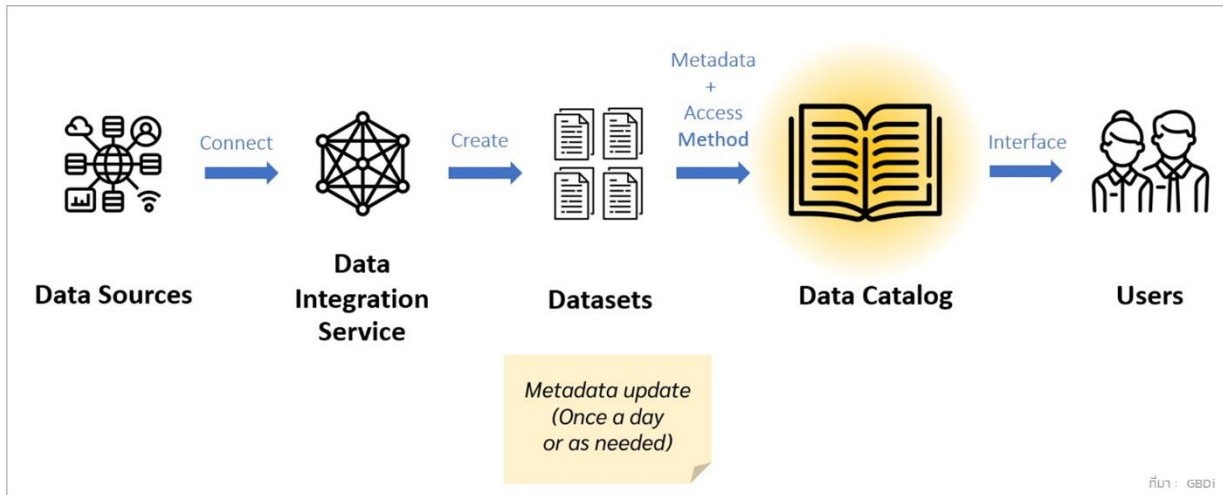 Metadata
+
Access
Method
Connect
Create
Interface
Data Sources
Data
Integration
Service
Datasets
Data Catalog
Users
Metadata update
(Once a day
or as needed)
ที่มา : GBDi